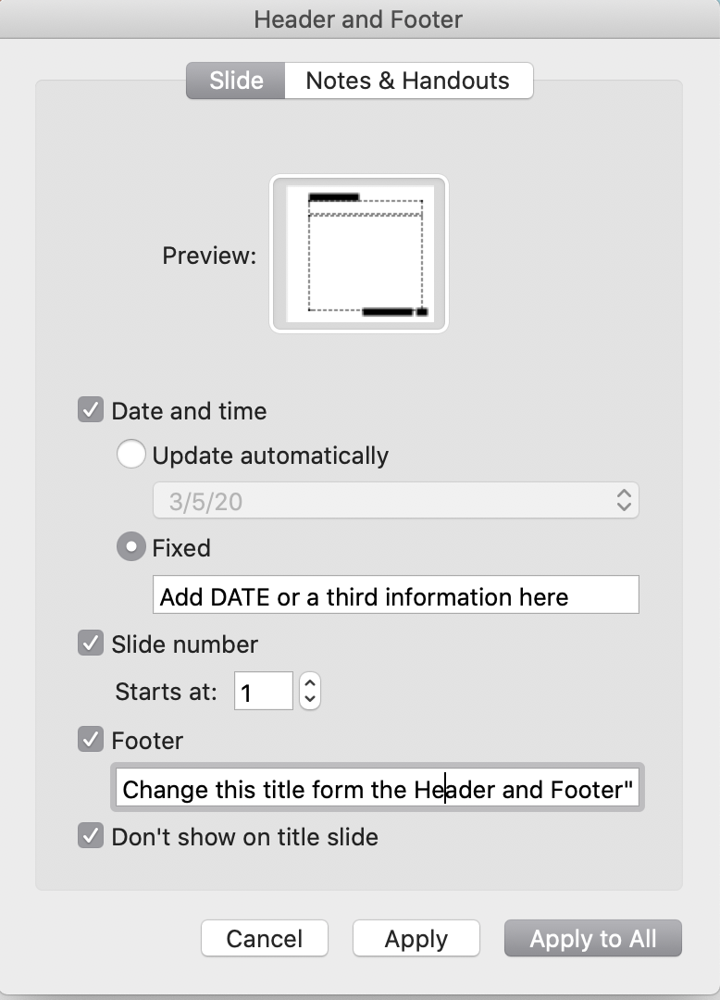 Header and Footer
Slide Notes & Handouts
Preview:
Date and time
Update automatically
3/5/20
Fixed
Add DATE or a third information here
Slide number
Starts at: 1
Footer
Change this title form the Header and Footer"
Don't show on title slide
Cancel Apply Apply to All